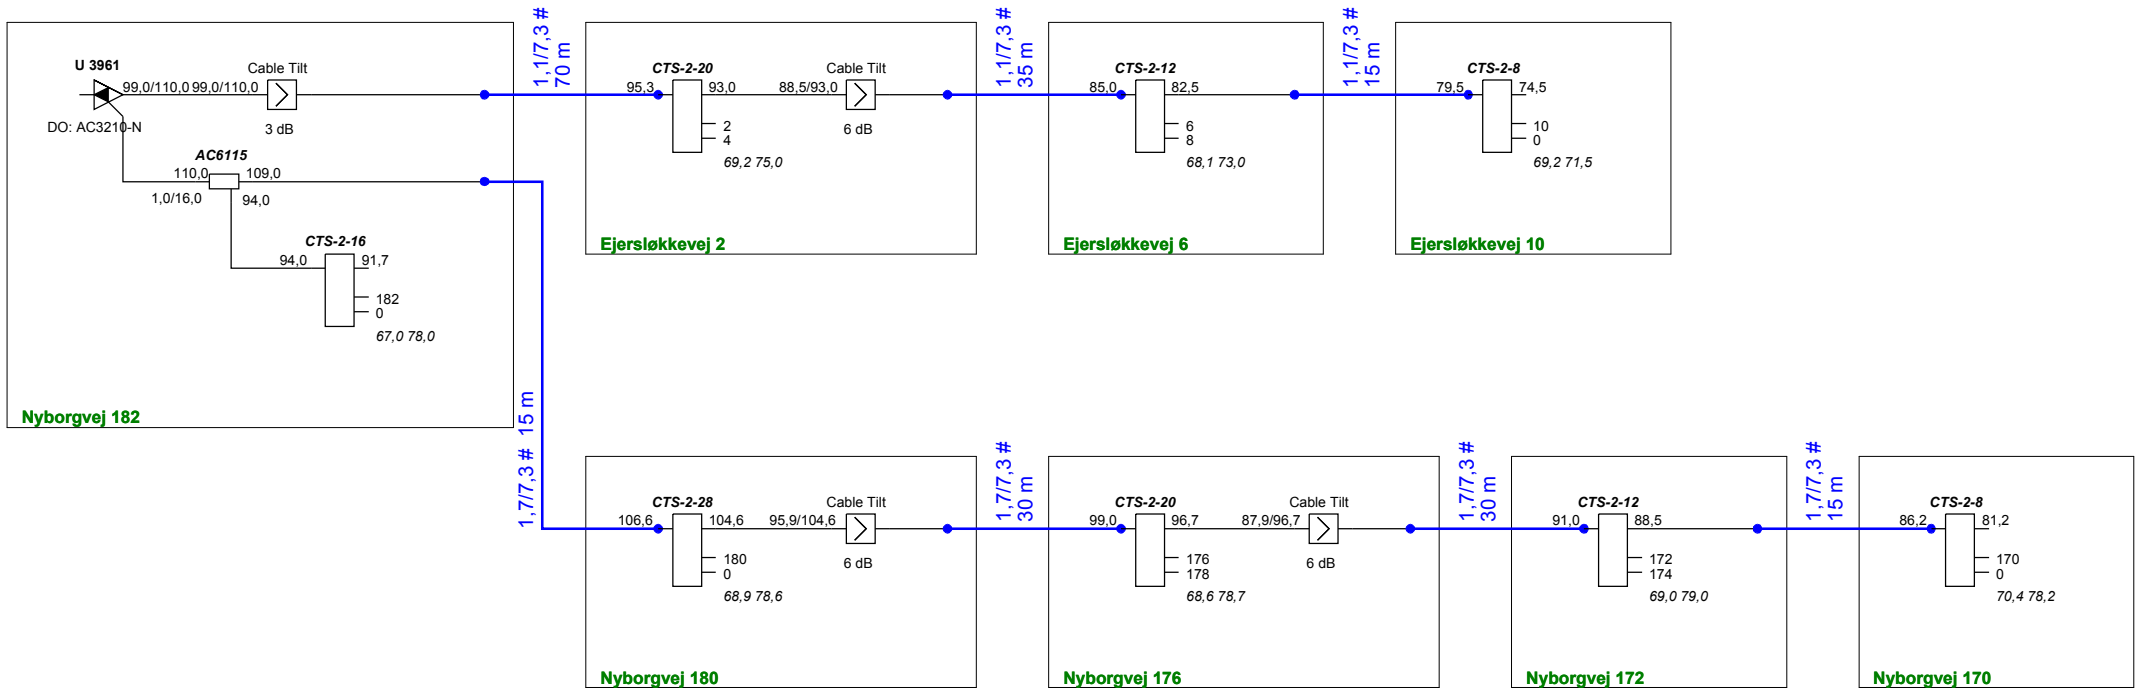 U 3961
99,0/110,0 99,0/110,0
Cable Tilt
3 dB
DO: AC3210-N
AC6115
110,0 109,0
1,0/16,0 94,0
CTS-2-16
94,0 91,7
182
0
67,0 78,0
Nyborgvej 182
1,1/7,3 #
70 m
CTS-2-20
95,3 93,0
2
4
69,2 75,0
88,5/93,0
Cable Tilt
6 dB
Ejersløkkevej 2
1,1/7,3 #
35 m
CTS-2-12
85,0 82,5
6
8
68,1 73,0
Ejersløkkevej 6
1,1/7,3 #
15 m
CTS-2-8
79,5 74,5
10
0
69,2 71,5
Ejersløkkevej 10
1,7/7,3 # 15 m
CTS-2-28
106,6 104,6
180
0
68,9 78,6
95,9/104,6
Cable Tilt
6 dB
Nyborgvej 180
1,7/7,3 #
30 m
CTS-2-20
99,0 96,7
176
178
68,6 78,7
87,9/96,7
Cable Tilt
6 dB
Nyborgvej 176
1,7/7,3 #
30 m
CTS-2-12
91,0 88,5
172
174
69,0 79,0
Nyborgvej 172
1,7/7,3 #
15 m
CTS-2-8
86,2 81,2
170
0
70,4 78,2
Nyborgvej 170